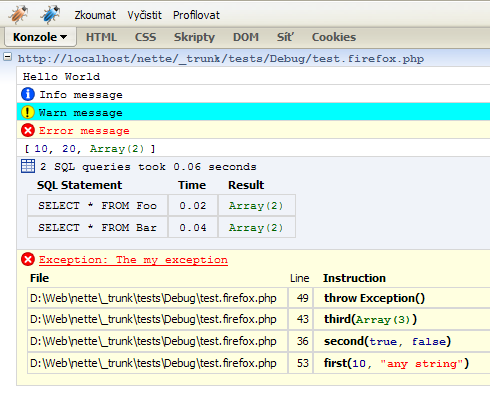 Zkoumat Vyčistit Profilovat
Konzole HTML CSS Skripty DOM Síť Cookies
http://localhost/nette/_trunk/tests/Debug/test.firefox.php
Hello World
Info message
Warn message
Error message
[ 10, 20, Array(2) ]
2 SQL queries took 0.06 seconds
SQL Statement Time Result
SELECT * FROM Foo 0.02 Array(2)
SELECT * FROM Bar 0.04 Array(2)
Exception: The my exception
File Line Instruction
D:\Web\nette\_trunk\tests\Debug\test.firefox.php 49 throw Exception()
D:\Web\nette\_trunk\tests\Debug\test.firefox.php 43 third(Array(3))
D:\Web\nette\_trunk\tests\Debug\test.firefox.php 36 second(true, false)
D:\Web\nette\_trunk\tests\Debug\test.firefox.php 53 first(10, "any string")